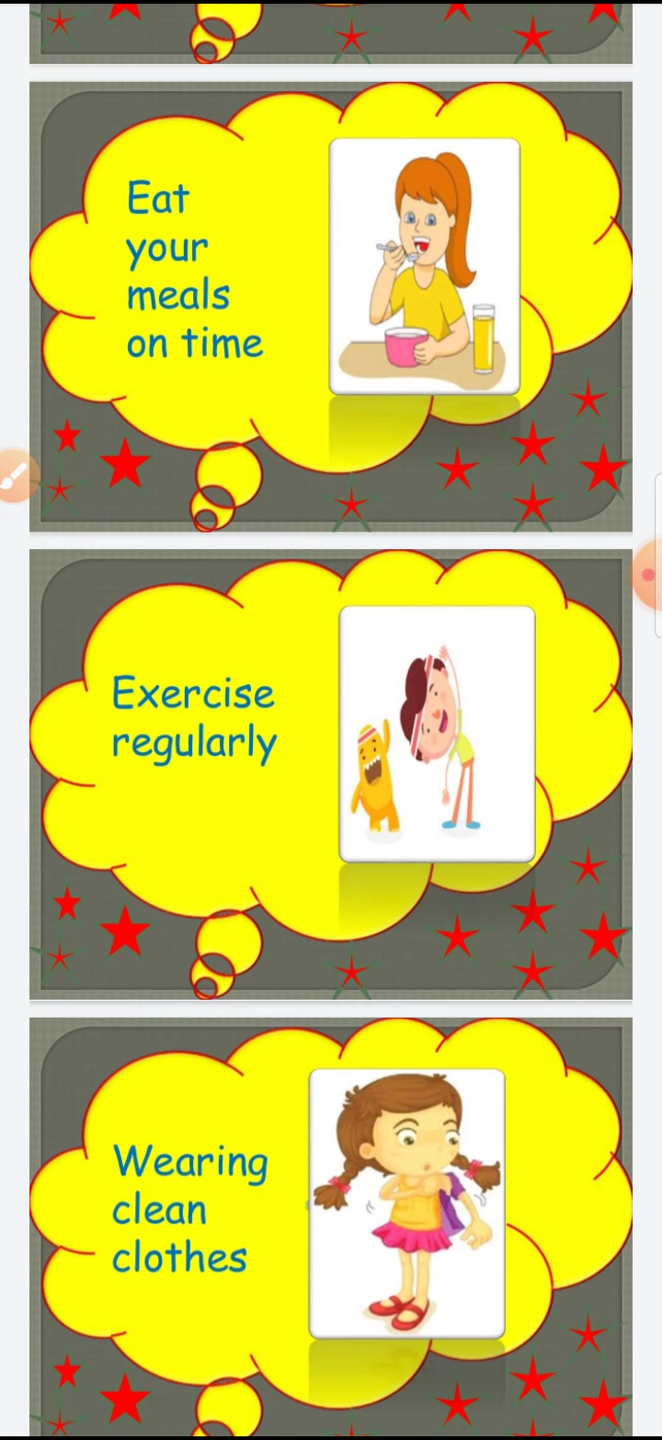 Eat
your
meals
on time
Exercise
regularly
Wearing
clean
clothes